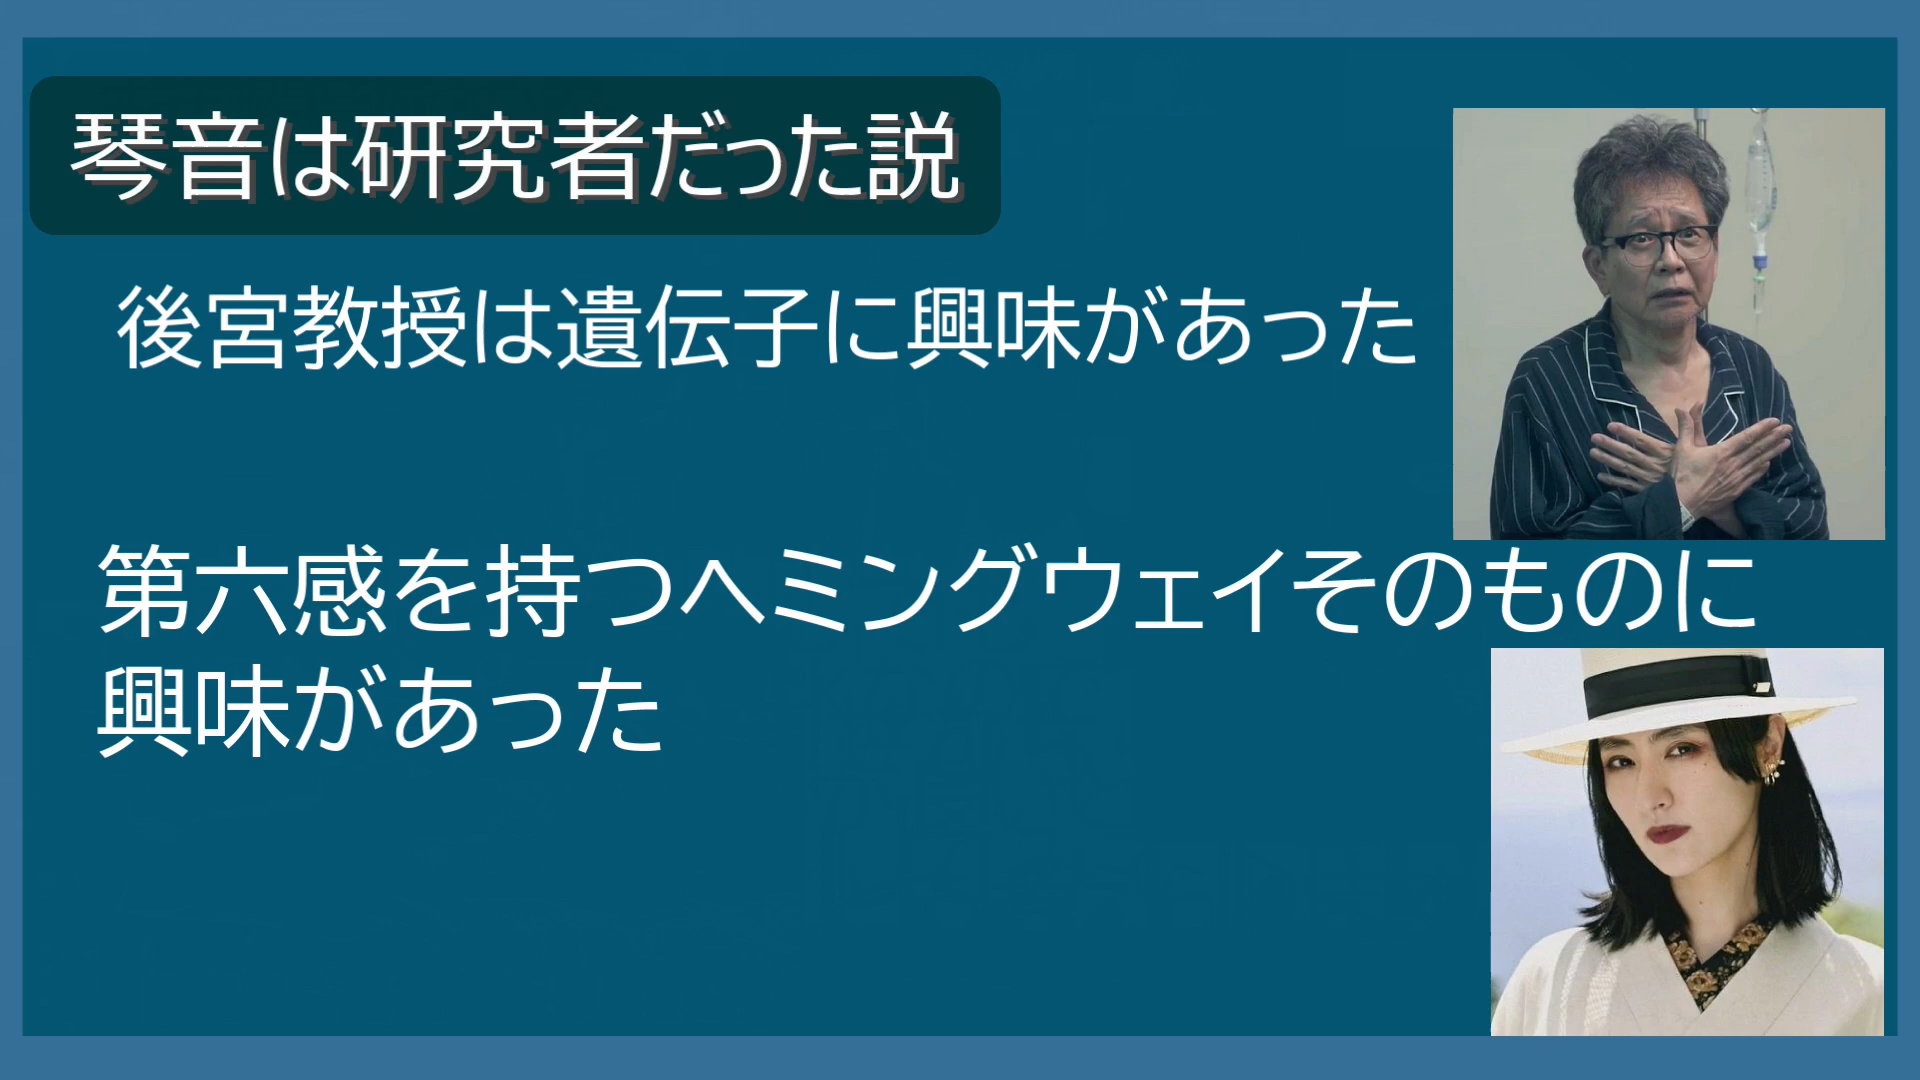 琴音は研究者だった説
後宮教授は遺伝子に興味があった
第六感を持つヘミングウェイそのものに
興味があった